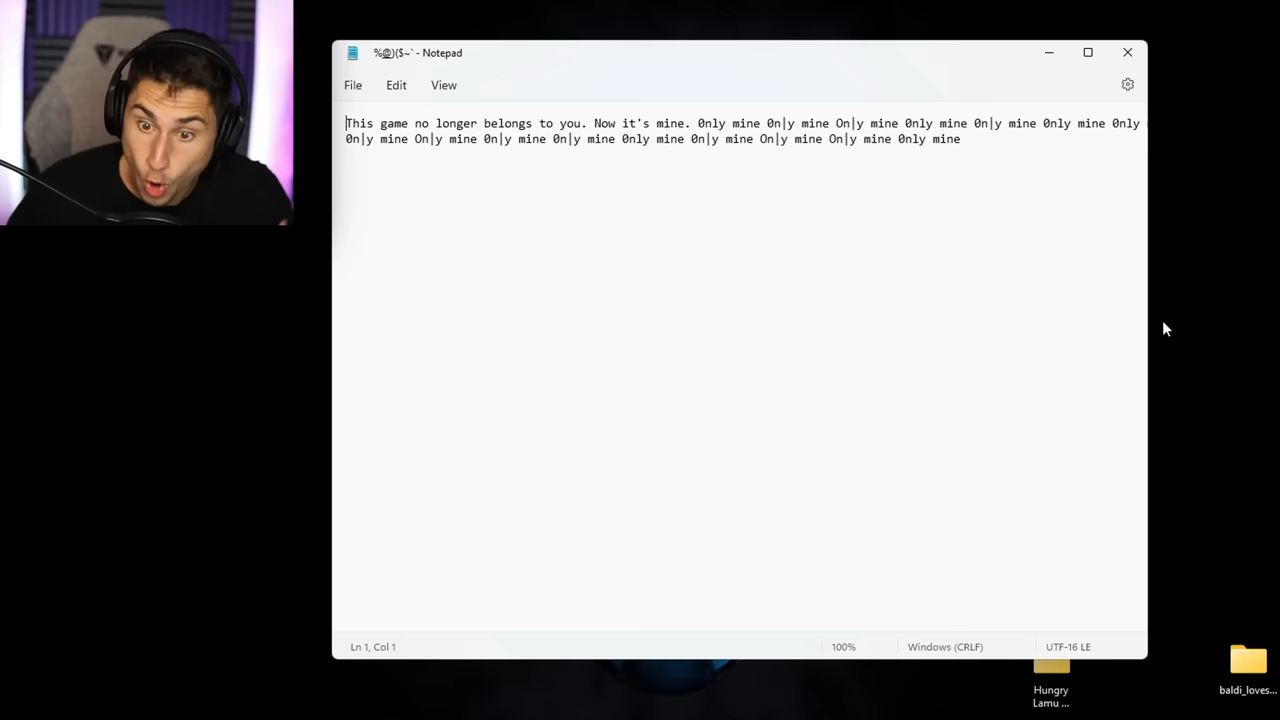 %@)($~` - Notepad
File Edit View
This game no longer belongs to you. Now it's mine. 0nly mine 0n|y mine On|y mine 0nly mine 0n|y mine 0nly mine 0nly
0n|y mine On|y mine 0n|y mine 0n|y mine 0nly mine 0n|y mine On|y mine On|y mine 0nly mine
Ln 1, Col 1 100% Windows (CRLF) UTF-16 LE
Hungry
Lamu ...
baldi_loves...